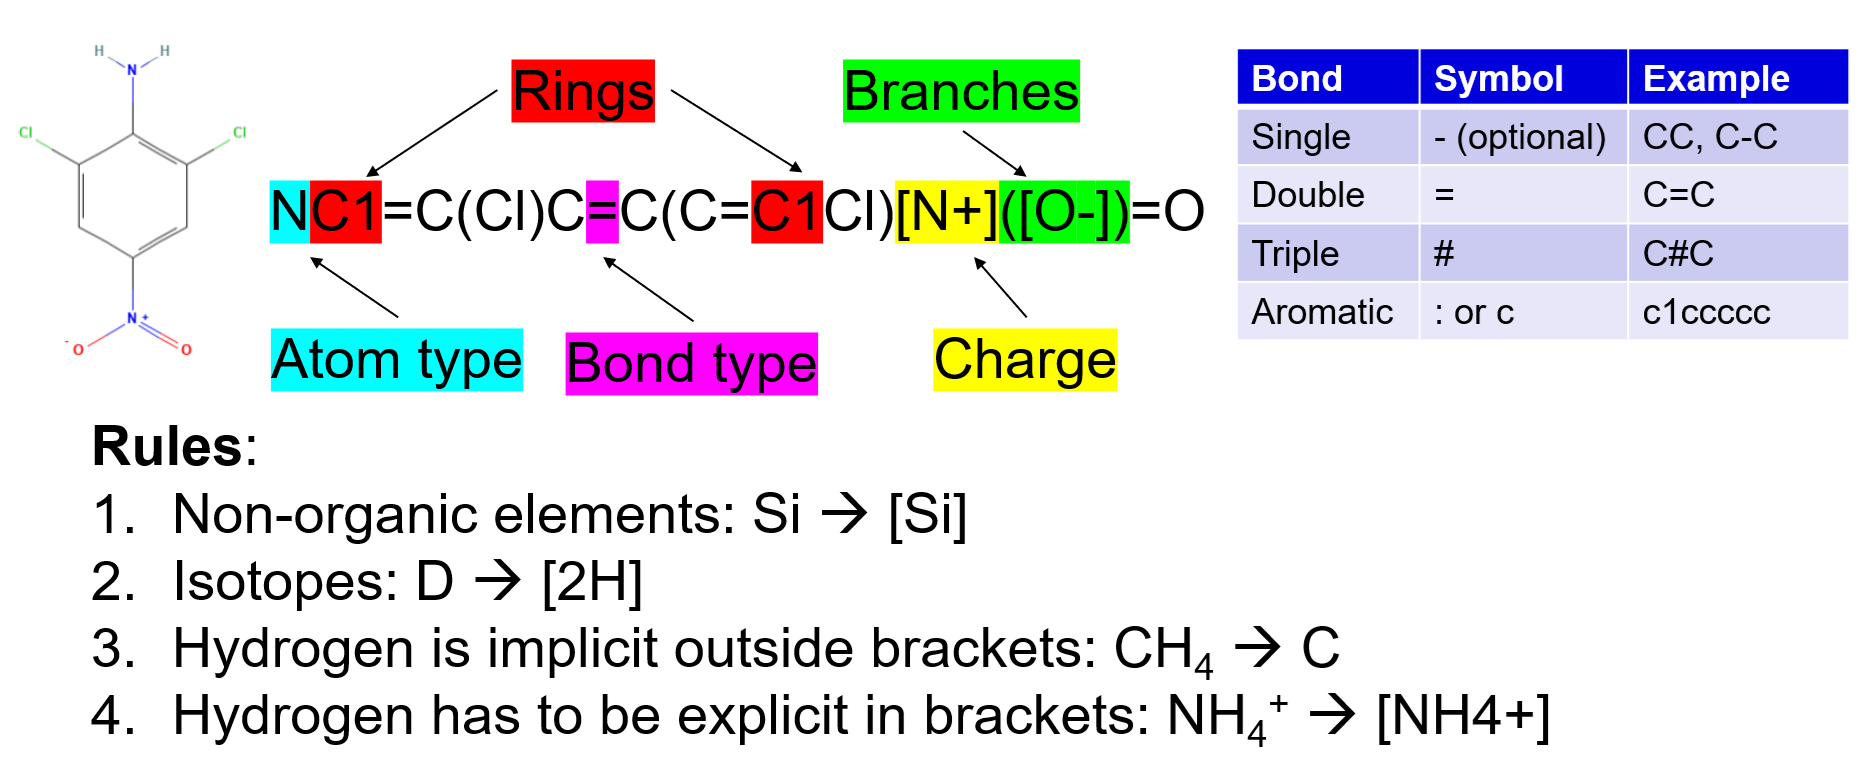 H H
N
Cl Cl
N +
- O O
Rings
Branches
NC1=C(Cl)C=C(C=C1Cl)[N+]([O-])=O
Atom type
Bond type
Charge
Bond Symbol Example
Single - (optional) CC, C-C
Double = C=C
Triple # C#C
Aromatic : or c c1ccccc
Rules:
1. Non-organic elements: Si → [Si]
2. Isotopes: D → [2H]
3. Hydrogen is implicit outside brackets: CH₄ → C
4. Hydrogen has to be explicit in brackets: NH₄⁺ → [NH4+]